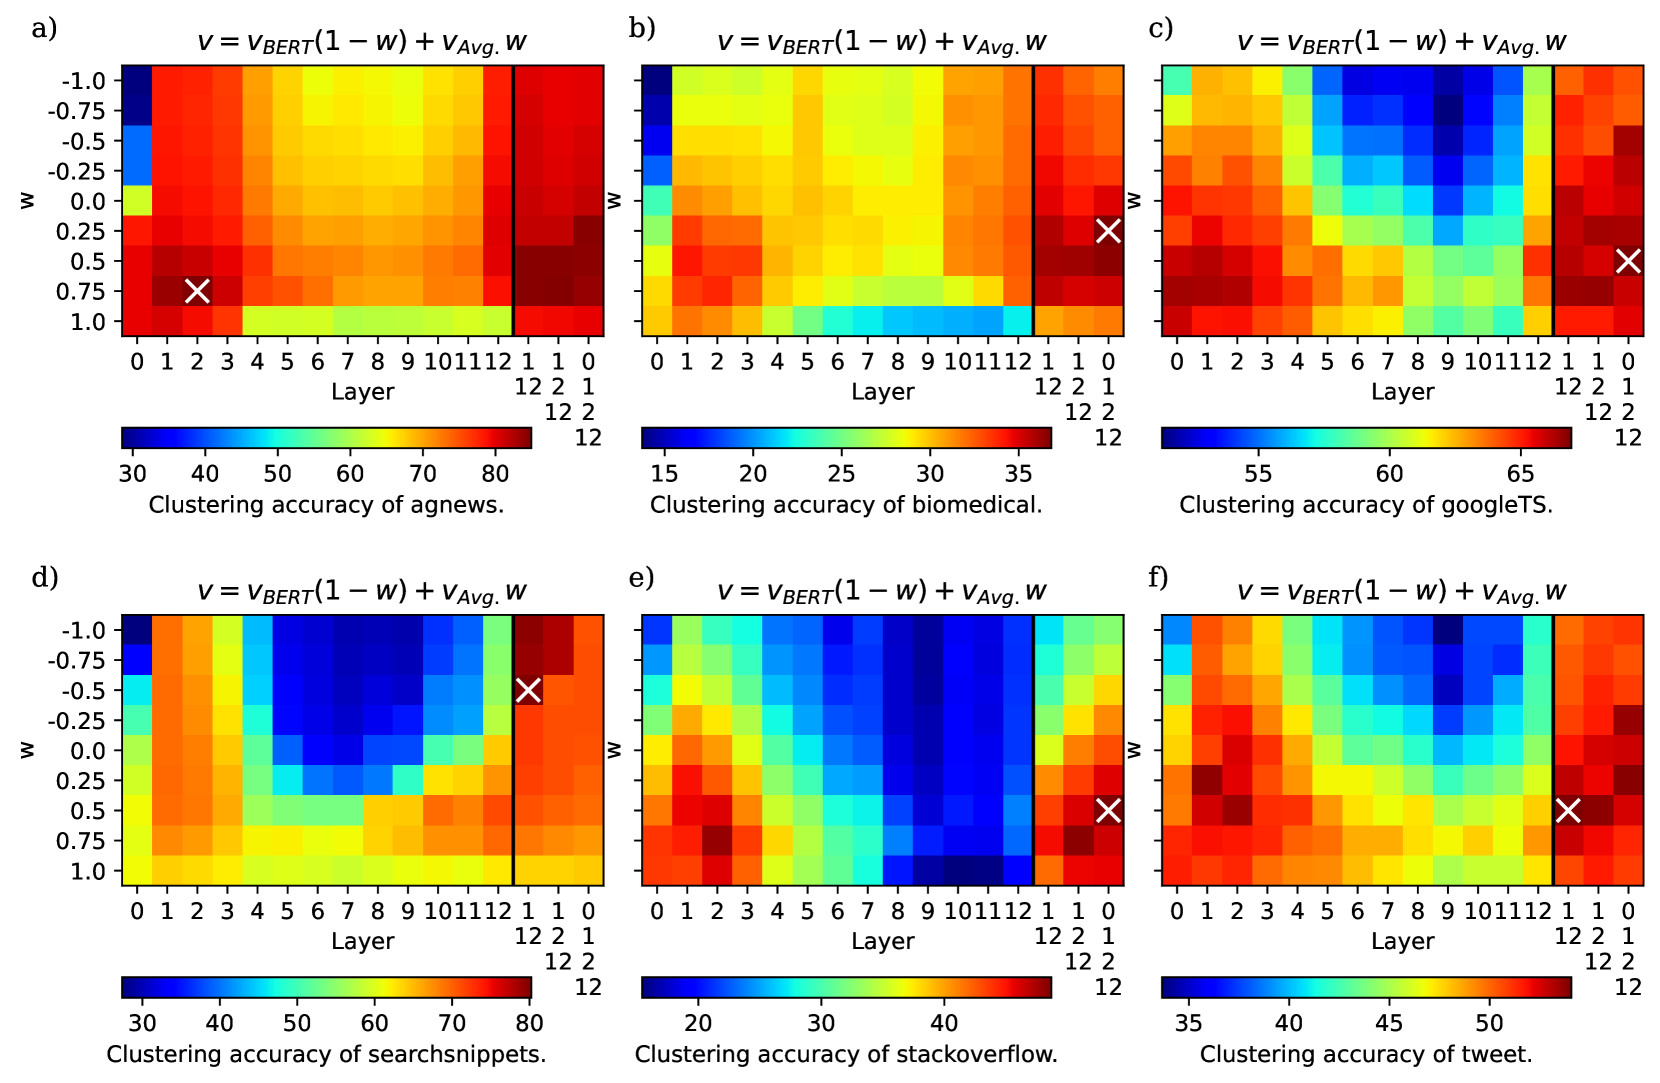 a)
v = v_BERT(1 − w) + v_Avg. w
w
-1.0
-0.75
-0.5
-0.25
0.0
0.25
0.5
0.75
1.0
0 1 2 3 4 5 6 7 8 9 10 11 12 1 1 0
Layer 12 2 1
12 2
12
30 40 50 60 70 80
Clustering accuracy of agnews.
b)
v = v_BERT(1 − w) + v_Avg. w
w
0 1 2 3 4 5 6 7 8 9 10 11 12 1 1 0
Layer 12 2 1
12 2
12
15 20 25 30 35
Clustering accuracy of biomedical.
c)
v = v_BERT(1 − w) + v_Avg. w
w
0 1 2 3 4 5 6 7 8 9 10 11 12 1 1 0
Layer 12 2 1
12 2
12
55 60 65
Clustering accuracy of googleTS.
d)
v = v_BERT(1 − w) + v_Avg. w
w
-1.0
-0.75
-0.5
-0.25
0.0
0.25
0.5
0.75
1.0
0 1 2 3 4 5 6 7 8 9 10 11 12 1 1 0
Layer 12 2 1
12 2
12
30 40 50 60 70 80
Clustering accuracy of searchsnippets.
e)
v = v_BERT(1 − w) + v_Avg. w
w
0 1 2 3 4 5 6 7 8 9 10 11 12 1 1 0
Layer 12 2 1
12 2
12
20 30 40
Clustering accuracy of stackoverflow.
f)
v = v_BERT(1 − w) + v_Avg. w
w
0 1 2 3 4 5 6 7 8 9 10 11 12 1 1 0
Layer 12 2 1
12 2
12
35 40 45 50
Clustering accuracy of tweet.